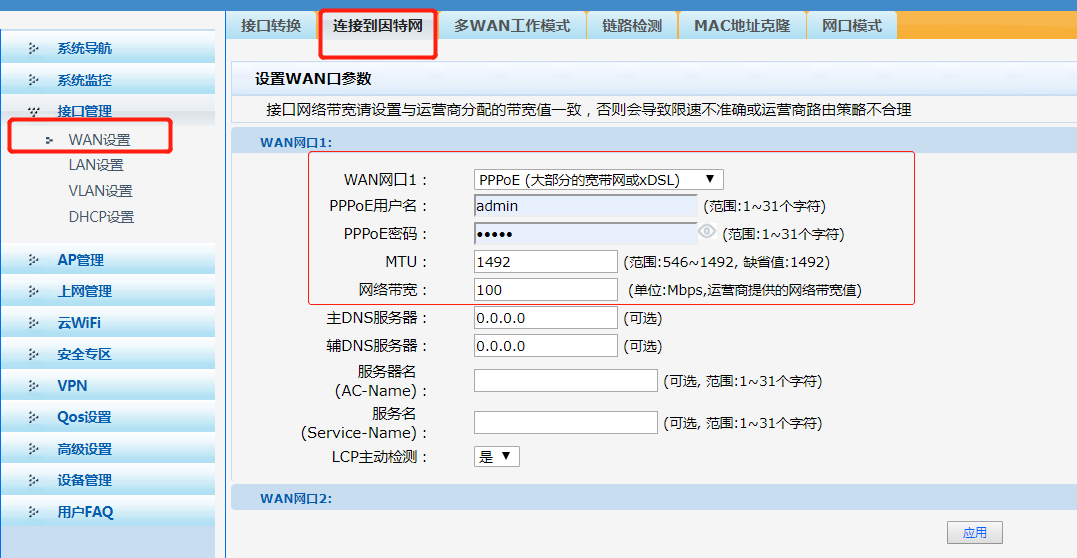 接口转换 连接到因特网 多WAN工作模式 链路检测 MAC地址克隆 网口模式
系统导航
系统监控
接口管理
WAN设置
LAN设置
VLAN设置
DHCP设置
AP管理
上网管理
云WiFi
安全专区
VPN
Qos设置
高级设置
设备管理
用户FAQ
设置WAN口参数
接口网络带宽请设置与运营商分配的带宽值一致，否则会导致限速不准确或运营商路由策略不合理
WAN网口1:
WAN网口1： PPPoE (大部分的宽带网或xDSL)
PPPoE用户名： admin (范围:1~31个字符)
PPPoE密码： ••••• (范围:1~31个字符)
MTU： 1492 (范围:546~1492, 缺省值:1492)
网络带宽： 100 (单位:Mbps,运营商提供的网络带宽值)
主DNS服务器： 0.0.0.0 (可选)
辅DNS服务器： 0.0.0.0 (可选)
服务器名
(AC-Name)： (可选, 范围:1~31个字符)
服务名
(Service-Name)： (可选, 范围:1~31个字符)
LCP主动检测： 是
WAN网口2:
应用